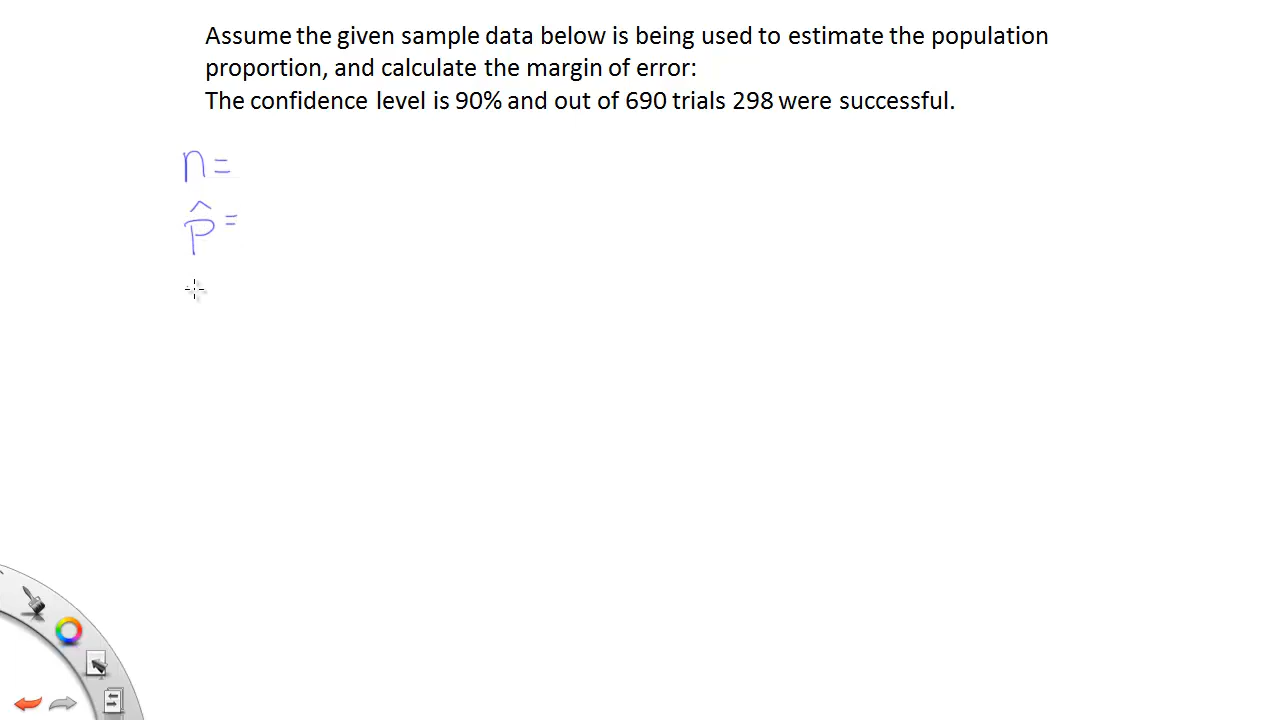 Assume the given sample data below is being used to estimate the population
proportion, and calculate the margin of error:
The confidence level is 90% and out of 690 trials 298 were successful.
n=
p̂=